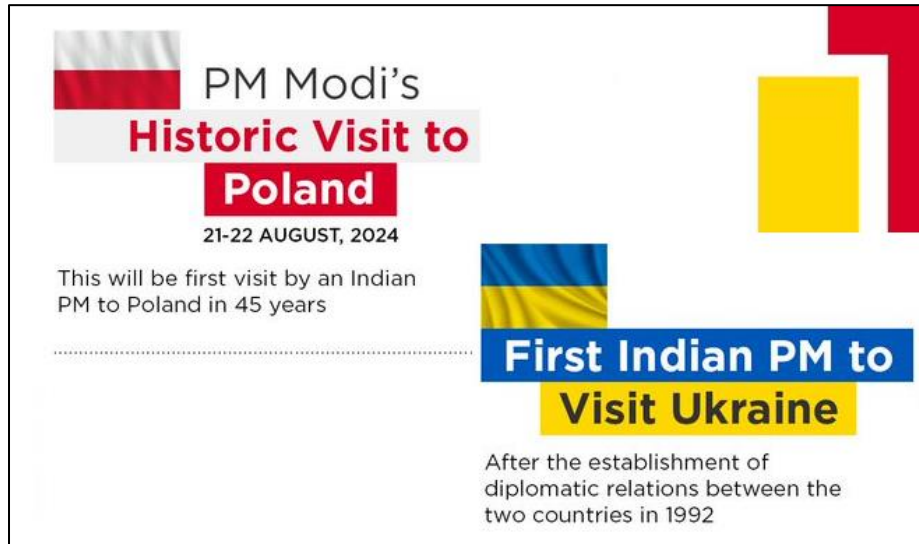 PM Modi's
Historic Visit to
Poland
21-22 AUGUST, 2024
This will be first visit by an Indian
PM to Poland in 45 years
First Indian PM to
Visit Ukraine
After the establishment of
diplomatic relations between the
two countries in 1992